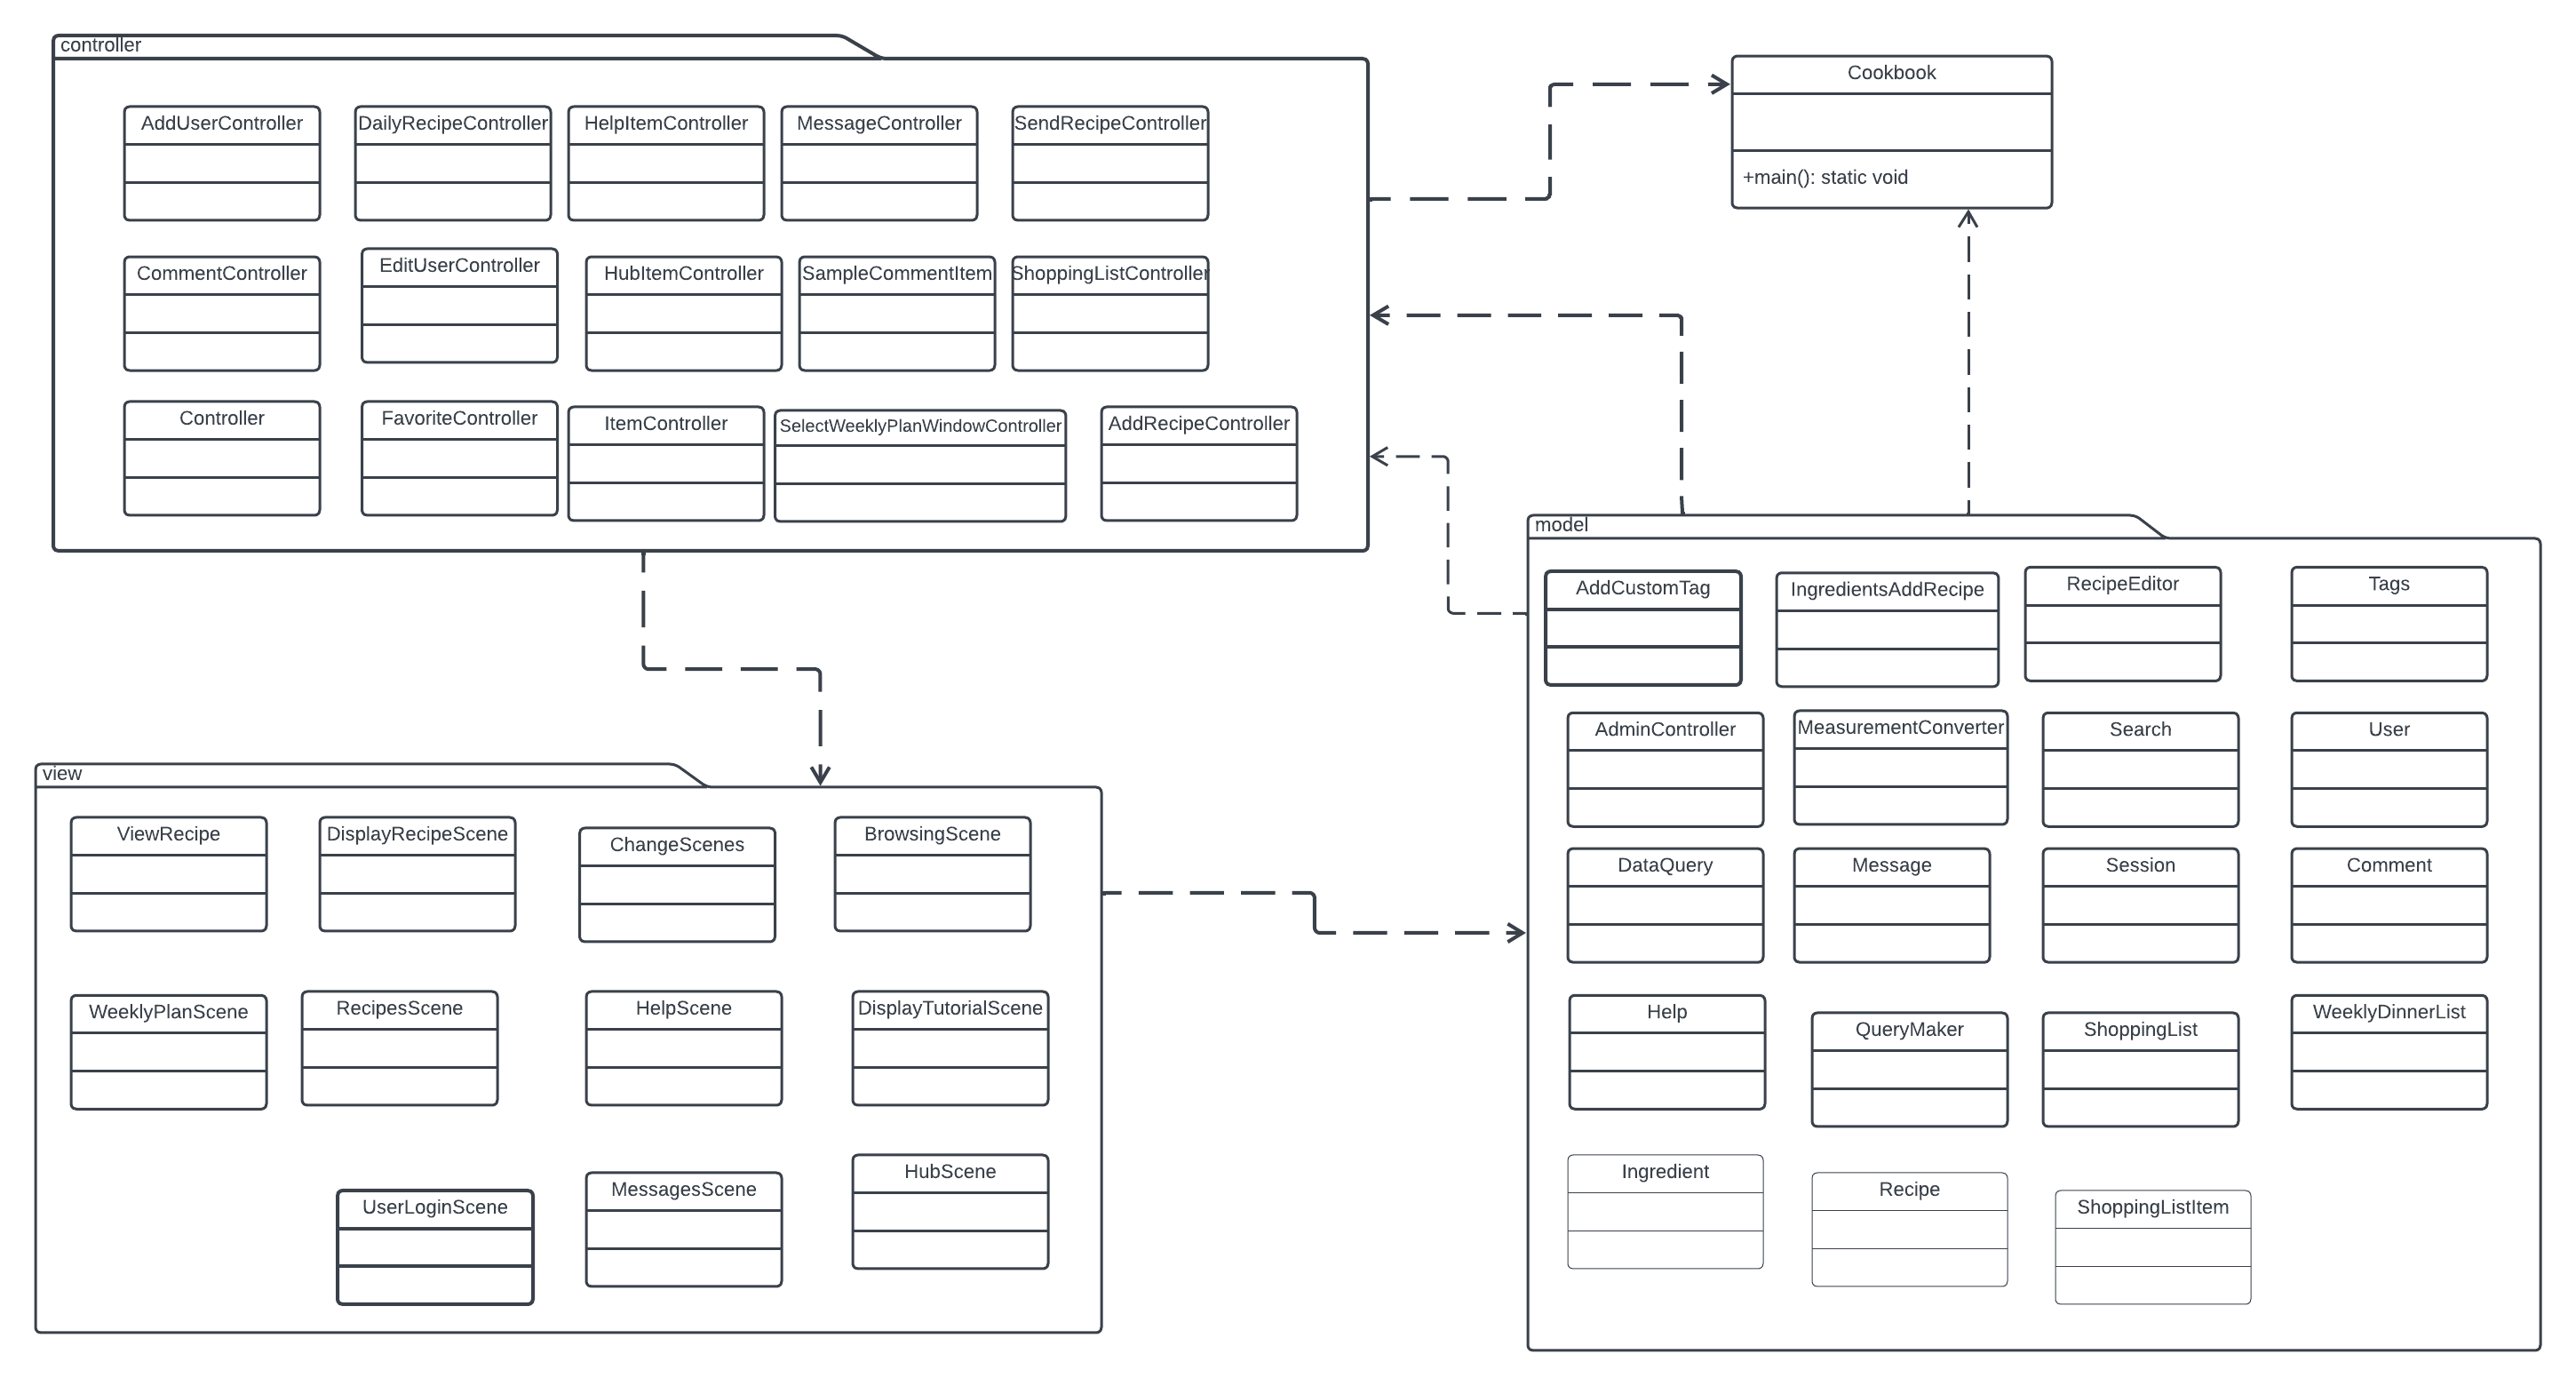 controller
AddUserController
DailyRecipeController
HelpItemController
MessageController
SendRecipeController
CommentController
EditUserController
HubItemController
SampleCommentItem
ShoppingListController
Controller
FavoriteController
ItemController
SelectWeeklyPlanWindowController
AddRecipeController
Cookbook
+main(): static void
model
AddCustomTag
IngredientsAddRecipe
RecipeEditor
Tags
AdminController
MeasurementConverter
Search
User
DataQuery
Message
Session
Comment
Help
QueryMaker
ShoppingList
WeeklyDinnerList
Ingredient
Recipe
ShoppingListItem
view
ViewRecipe
DisplayRecipeScene
ChangeScenes
BrowsingScene
WeeklyPlanScene
RecipesScene
HelpScene
DisplayTutorialScene
UserLoginScene
MessagesScene
HubScene